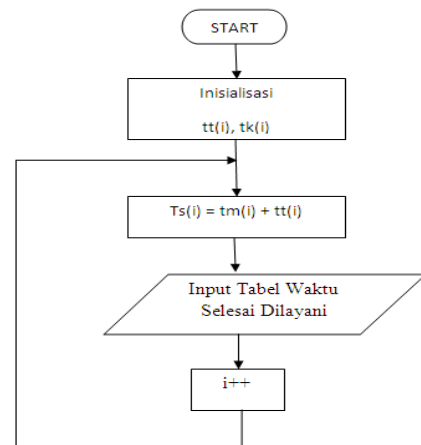 START
Inisialisasi
tt(i), tk(i)
Ts(i) = tm(i) + tt(i)
Input Tabel Waktu
Selesai Dilayani
i++